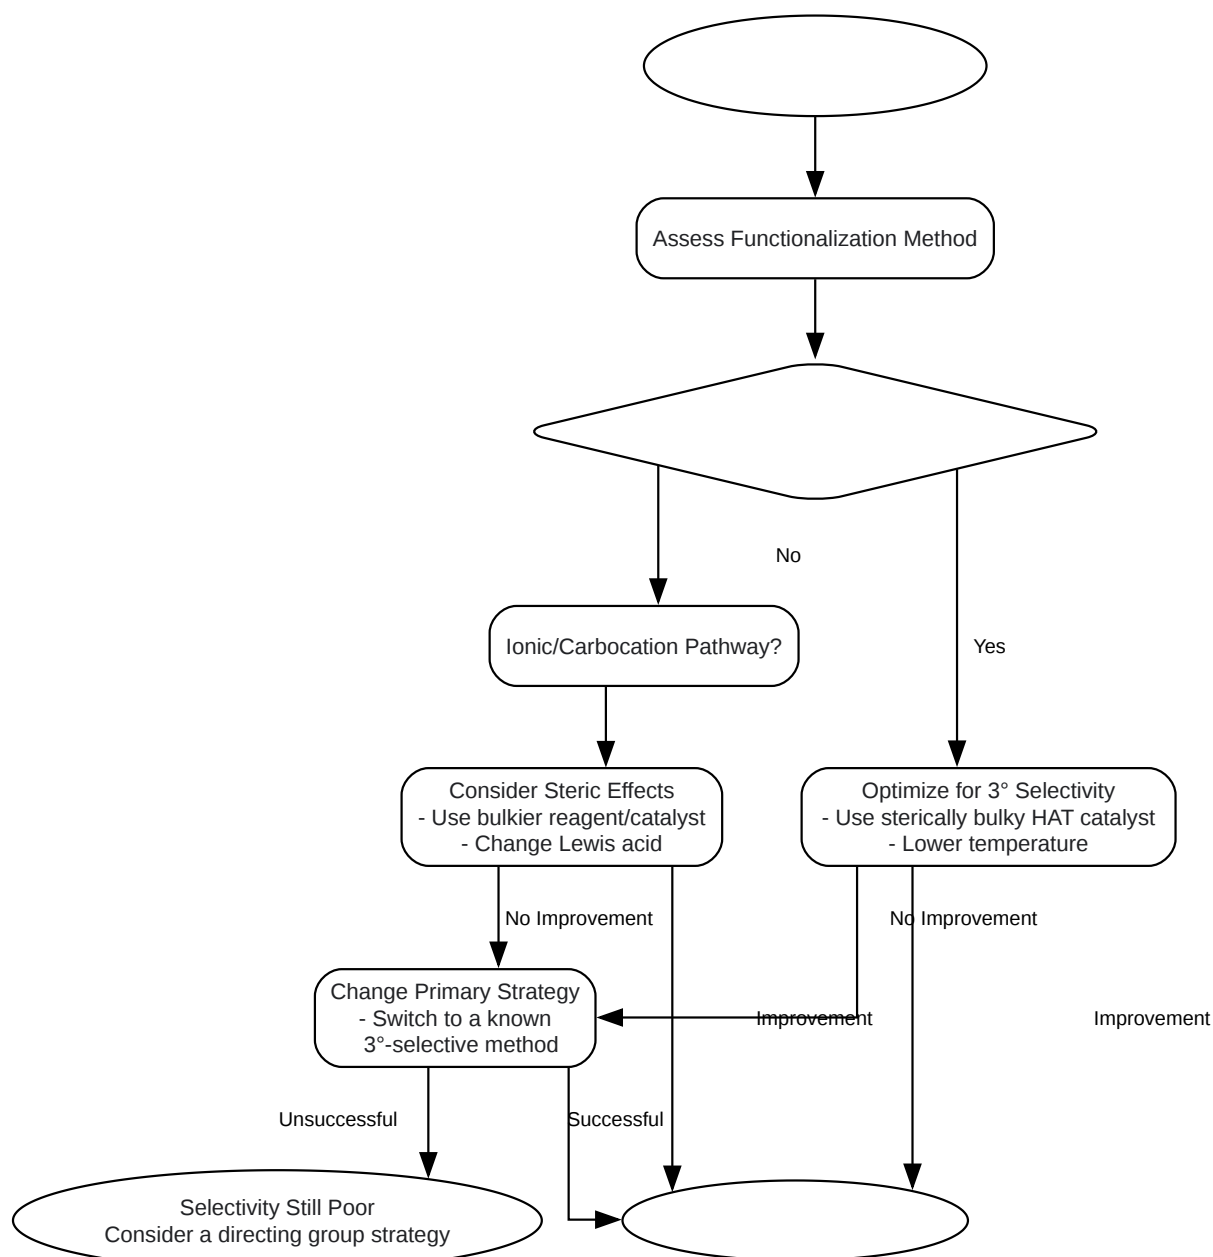 Assess Functionalization Method
No
Ionic/Carbocation Pathway?
Yes
Consider Steric Effects
- Use bulkier reagent/catalyst
- Change Lewis acid
Optimize for 3° Selectivity
- Use sterically bulky HAT catalyst
- Lower temperature
No Improvement
No Improvement
Change Primary Strategy
- Switch to a known
3°-selective method
Improvement
Improvement
Unsuccessful
Successful
Selectivity Still Poor
Consider a directing group strategy